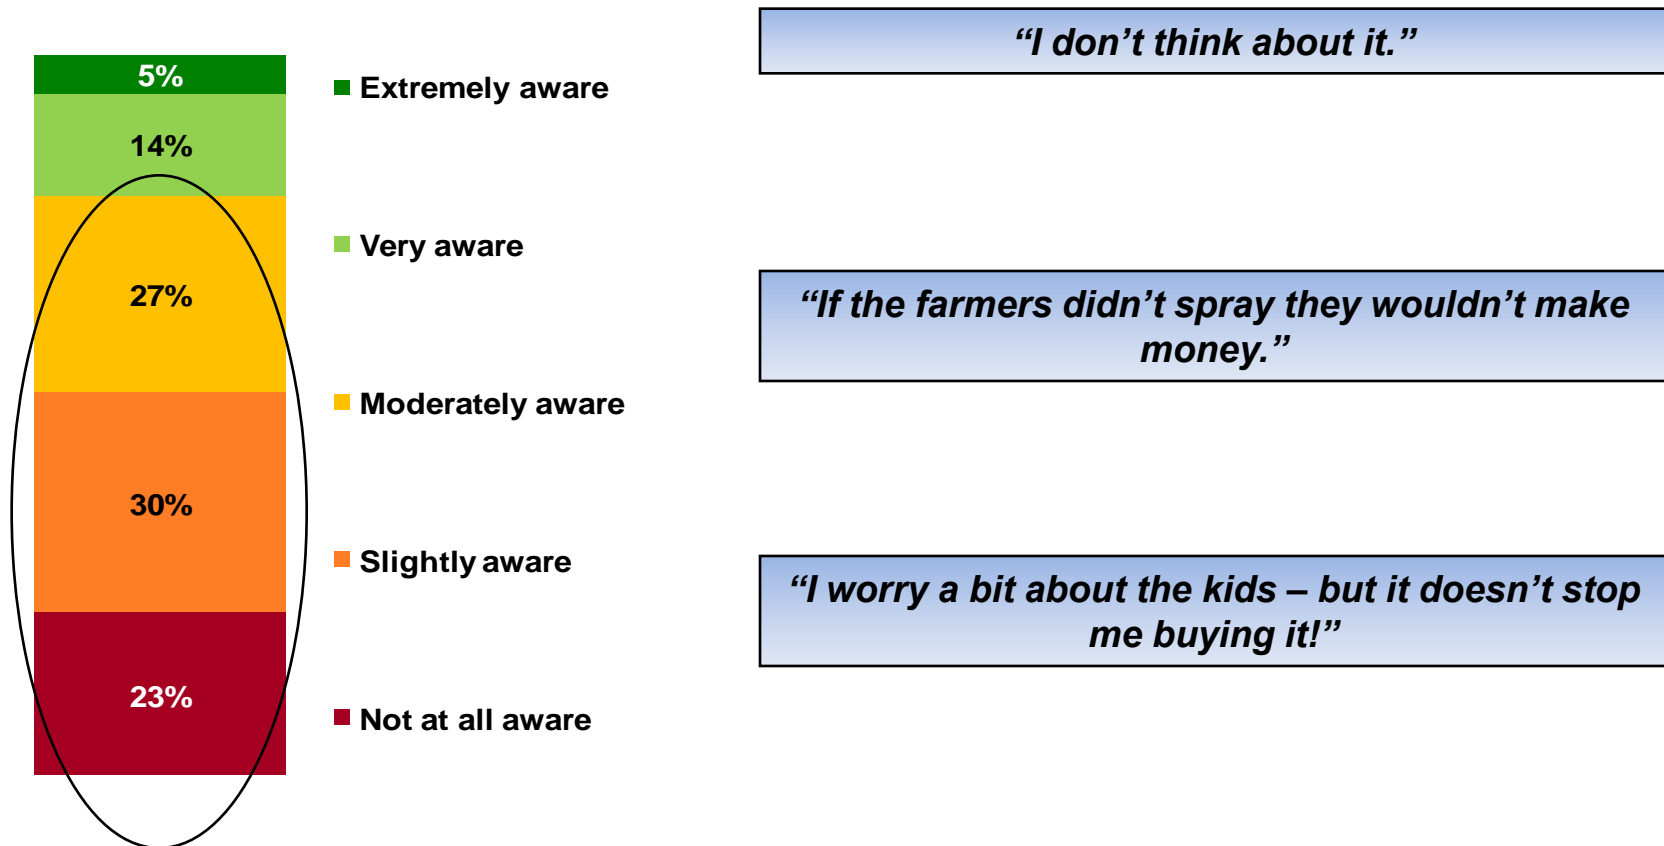 5%
14%
27%
30%
23%
Extremely aware
Very aware
Moderately aware
Slightly aware
Not at all aware
“I don’t think about it.”
“If the farmers didn’t spray they wouldn’t make
money.”
“I worry a bit about the kids – but it doesn’t stop
me buying it!”